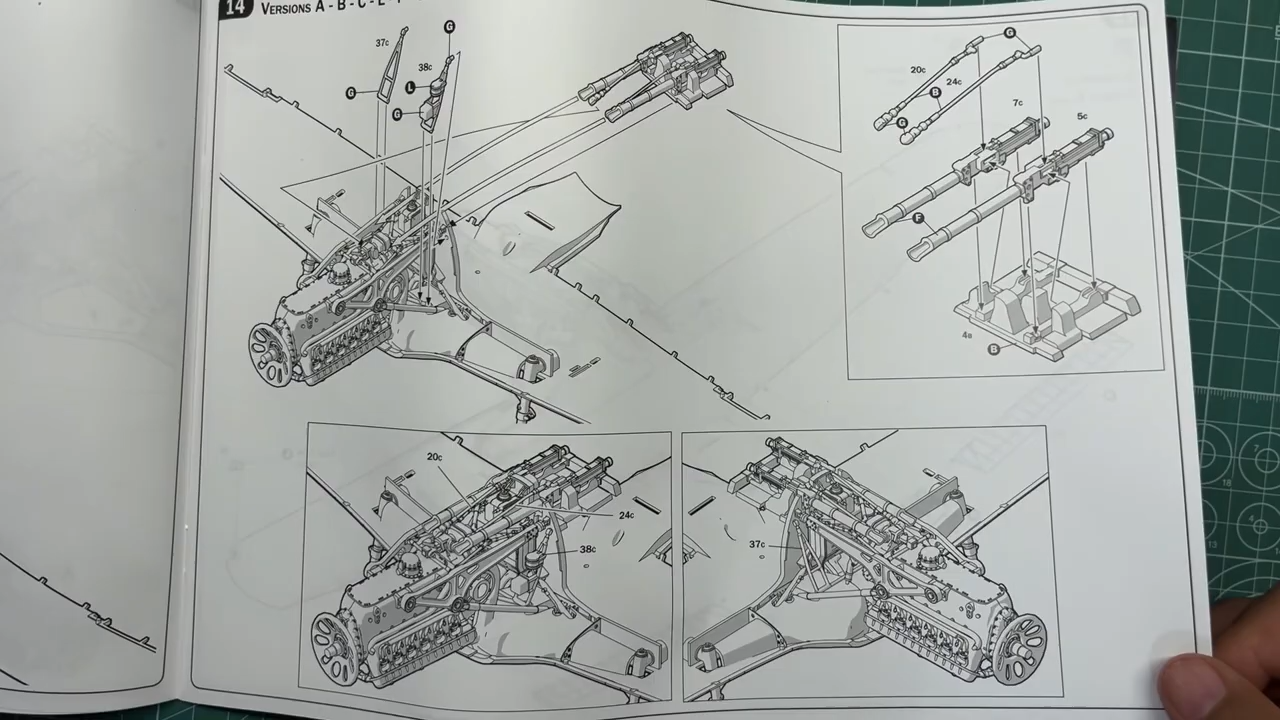 14 VERSIONS A - B - C - E -
37c
G
38c
G
L
G
G
20c
24c
B
7c
G
5c
F
4B
B
20c
24c
38c
37c